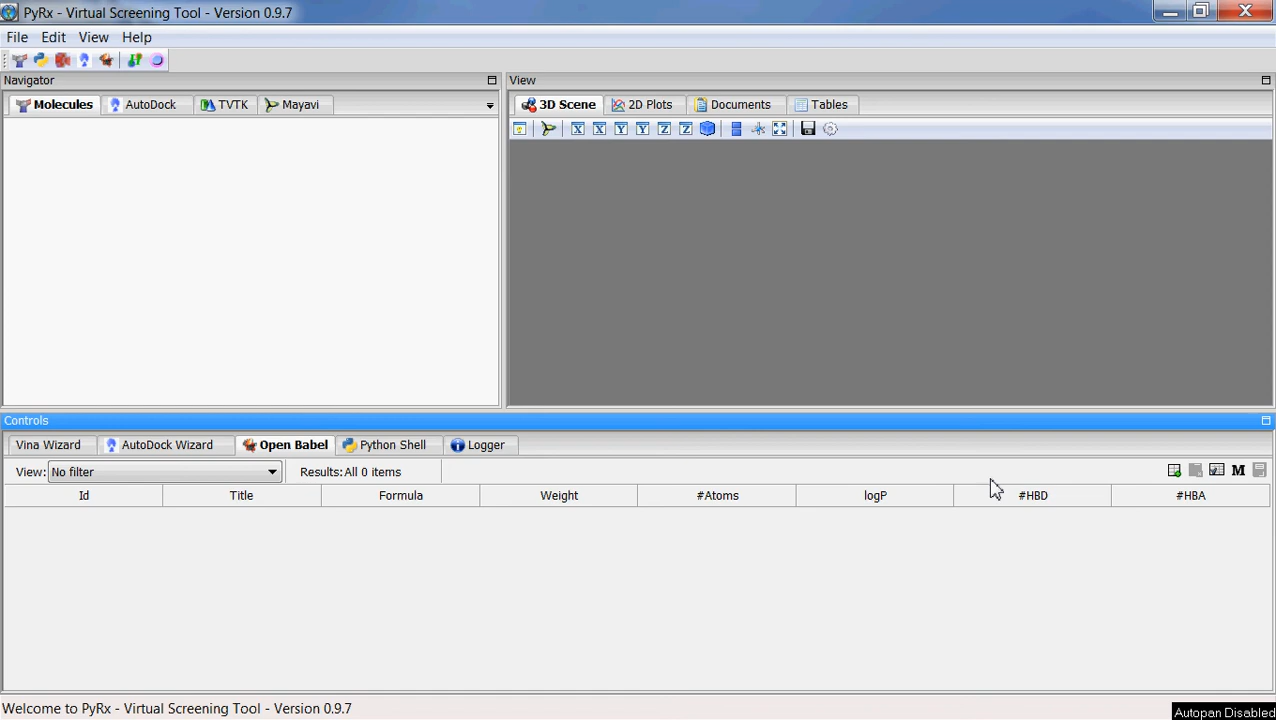 PyRx - Virtual Screening Tool - Version 0.9.7
File Edit View Help
Navigator
View
Molecules AutoDock TVTK Mayavi
3D Scene 2D Plots Documents Tables
X X Y Y Z Z
Controls
Vina Wizard AutoDock Wizard Open Babel Python Shell Logger
View: No filter Results:All 0 items M
Id Title Formula Weight #Atoms logP #HBD #HBA
Welcome to PyRx - Virtual Screening Tool - Version 0.9.7
Autopan Disabled